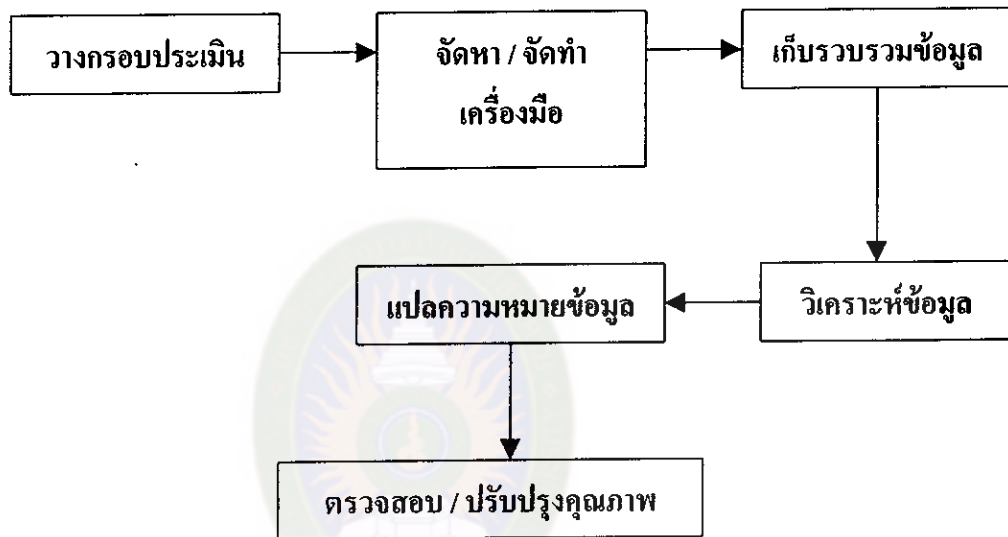 วางกรอบประเมิน
จัดหา / จัดทำ
เครื่องมือ
เก็บรวบรวมข้อมูล
วิเคราะห์ข้อมูล
แปลความหมายข้อมูล
ตรวจสอบ / ปรับปรุงคุณภาพ